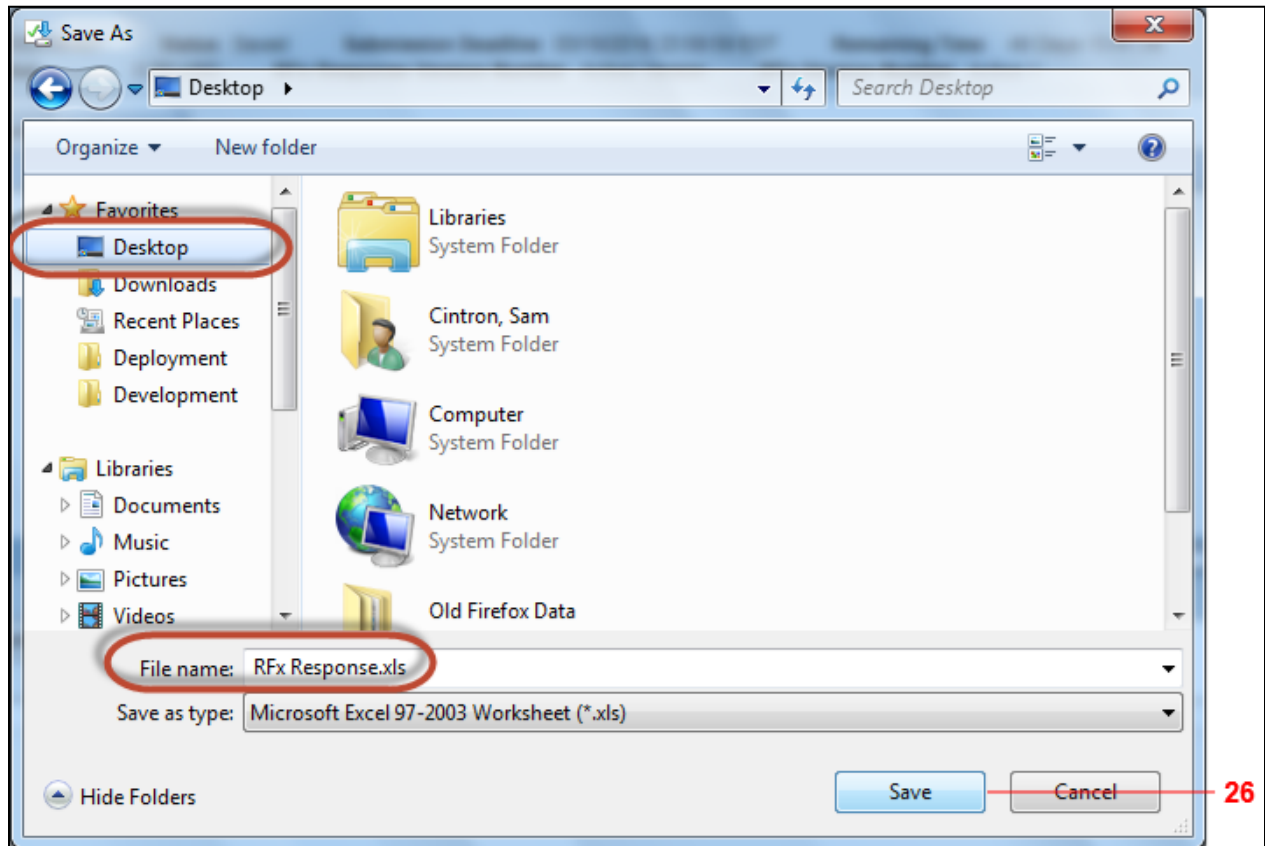 Save As
Desktop
Search Desktop
Organize
New folder
Favorites
Desktop
Downloads
Recent Places
Deployment
Development
Libraries
Documents
Music
Pictures
Videos
Libraries
System Folder
Cintron, Sam
System Folder
Computer
System Folder
Network
System Folder
Old Firefox Data
File name: RFx Response.xls
Save as type: Microsoft Excel 97-2003 Worksheet (*.xls)
Hide Folders
Save
Cancel
26